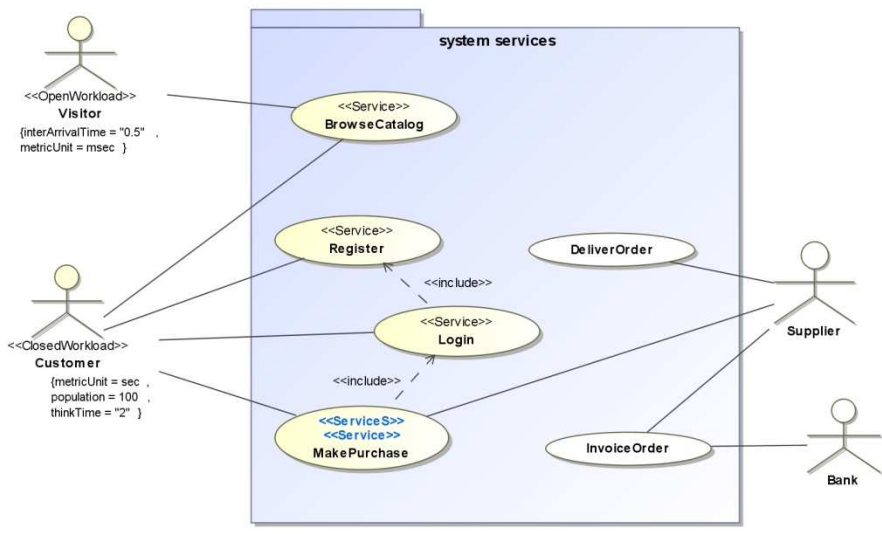 system services
<<OpenWorkload>>
Visitor
{interArrivalTime = "0.5" ,
metricUnit = msec }
<<Service>>
BrowseCatalog
<<Service>>
Register
DeliverOrder
<<include>>
<<Service>>
Login
Supplier
<<ClosedWorkload>>
Customer
{metricUnit = sec ,
population = 100 ,
thinkTime = "2" }
<<include>>
<<ServiceS>>
<<Service>>
MakePurchase
InvoiceOrder
Bank